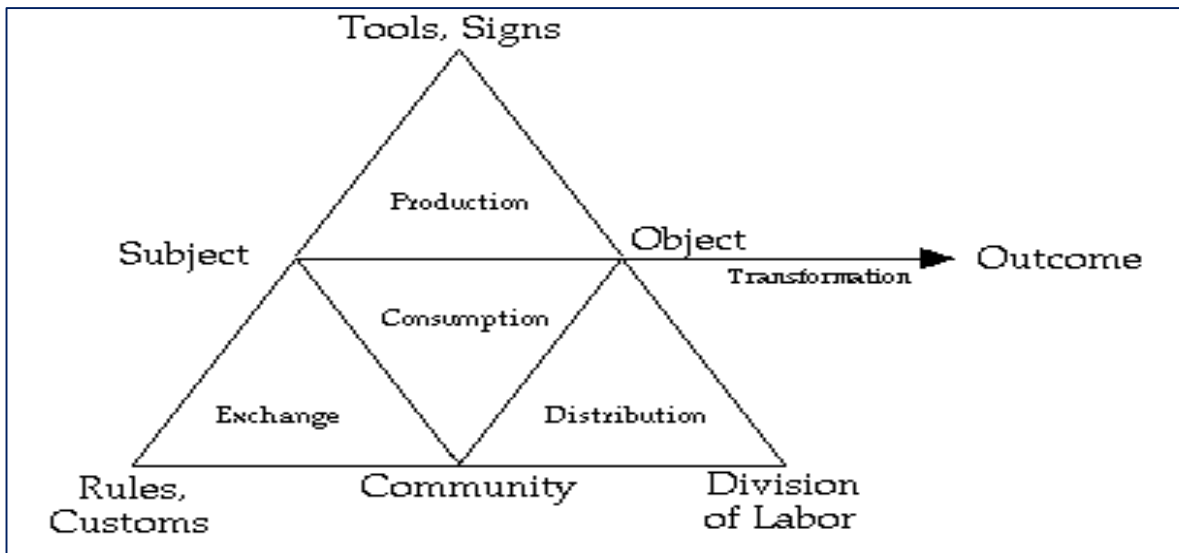 Tools, Signs
Production
Subject
Object
Transformation
Outcome
Consumption
Exchange
Distribution
Rules,
Customs
Community
Division
of Labor